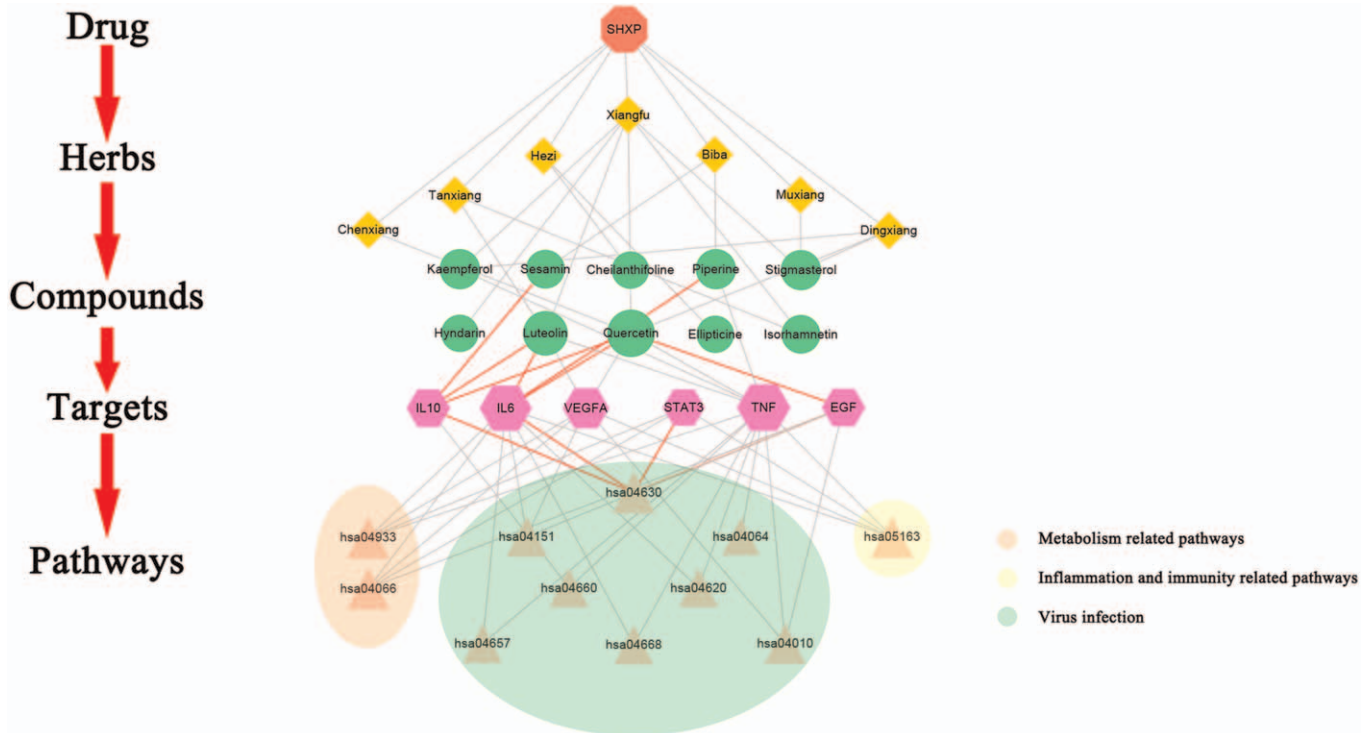 Drug
SHXP
Xiangfu
Herbs
Hezi
Biba
Tanxiang
Muxiang
Chenxiang
Dingxiang
Kaempferol
Sesamin
Cheilanthifoline
Piperine
Stigmasterol
Compounds
Hyndarin
Luteolin
Quercetin
Ellipticine
Isorhamnetin
Targets
IL10
IL6
VEGFA
STAT3
TNF
EGF
hsa04630
hsa04933
hsa04151
hsa04064
hsa05163
Metabolism related pathways
Pathways
hsa04066
hsa04660
hsa04620
Inflammation and immunity related pathways
Virus infection
hsa04657
hsa04668
hsa04010